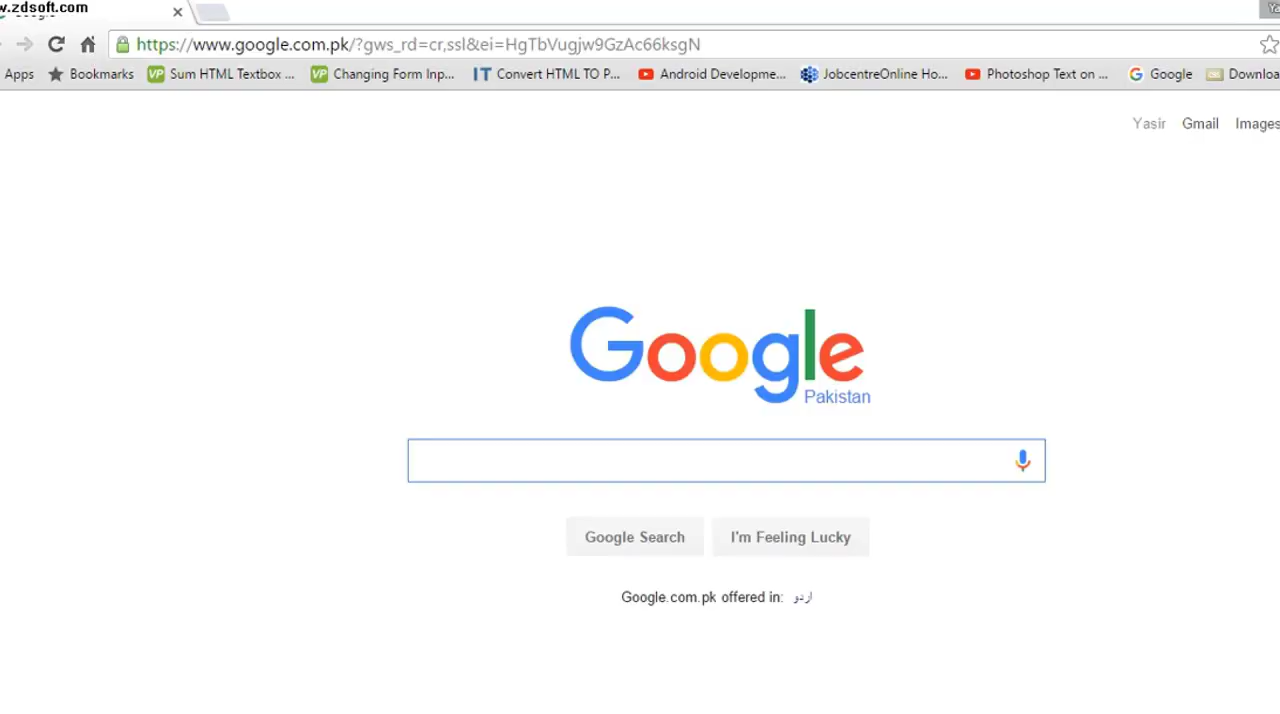 w.zdsoft.com
https://www.google.com.pk/?gws_rd=cr,ssl&ei=HgTbVugjw9GzAc66ksgN
Apps Bookmarks Sum HTML Textbox ... Changing Form Inp... Convert HTML TO P... Android Developme... JobcentreOnline Ho... Photoshop Text on ... Google Downloa
Yasir Gmail Images
Google
Pakistan
Google Search I'm Feeling Lucky
Google.com.pk offered in: اردو